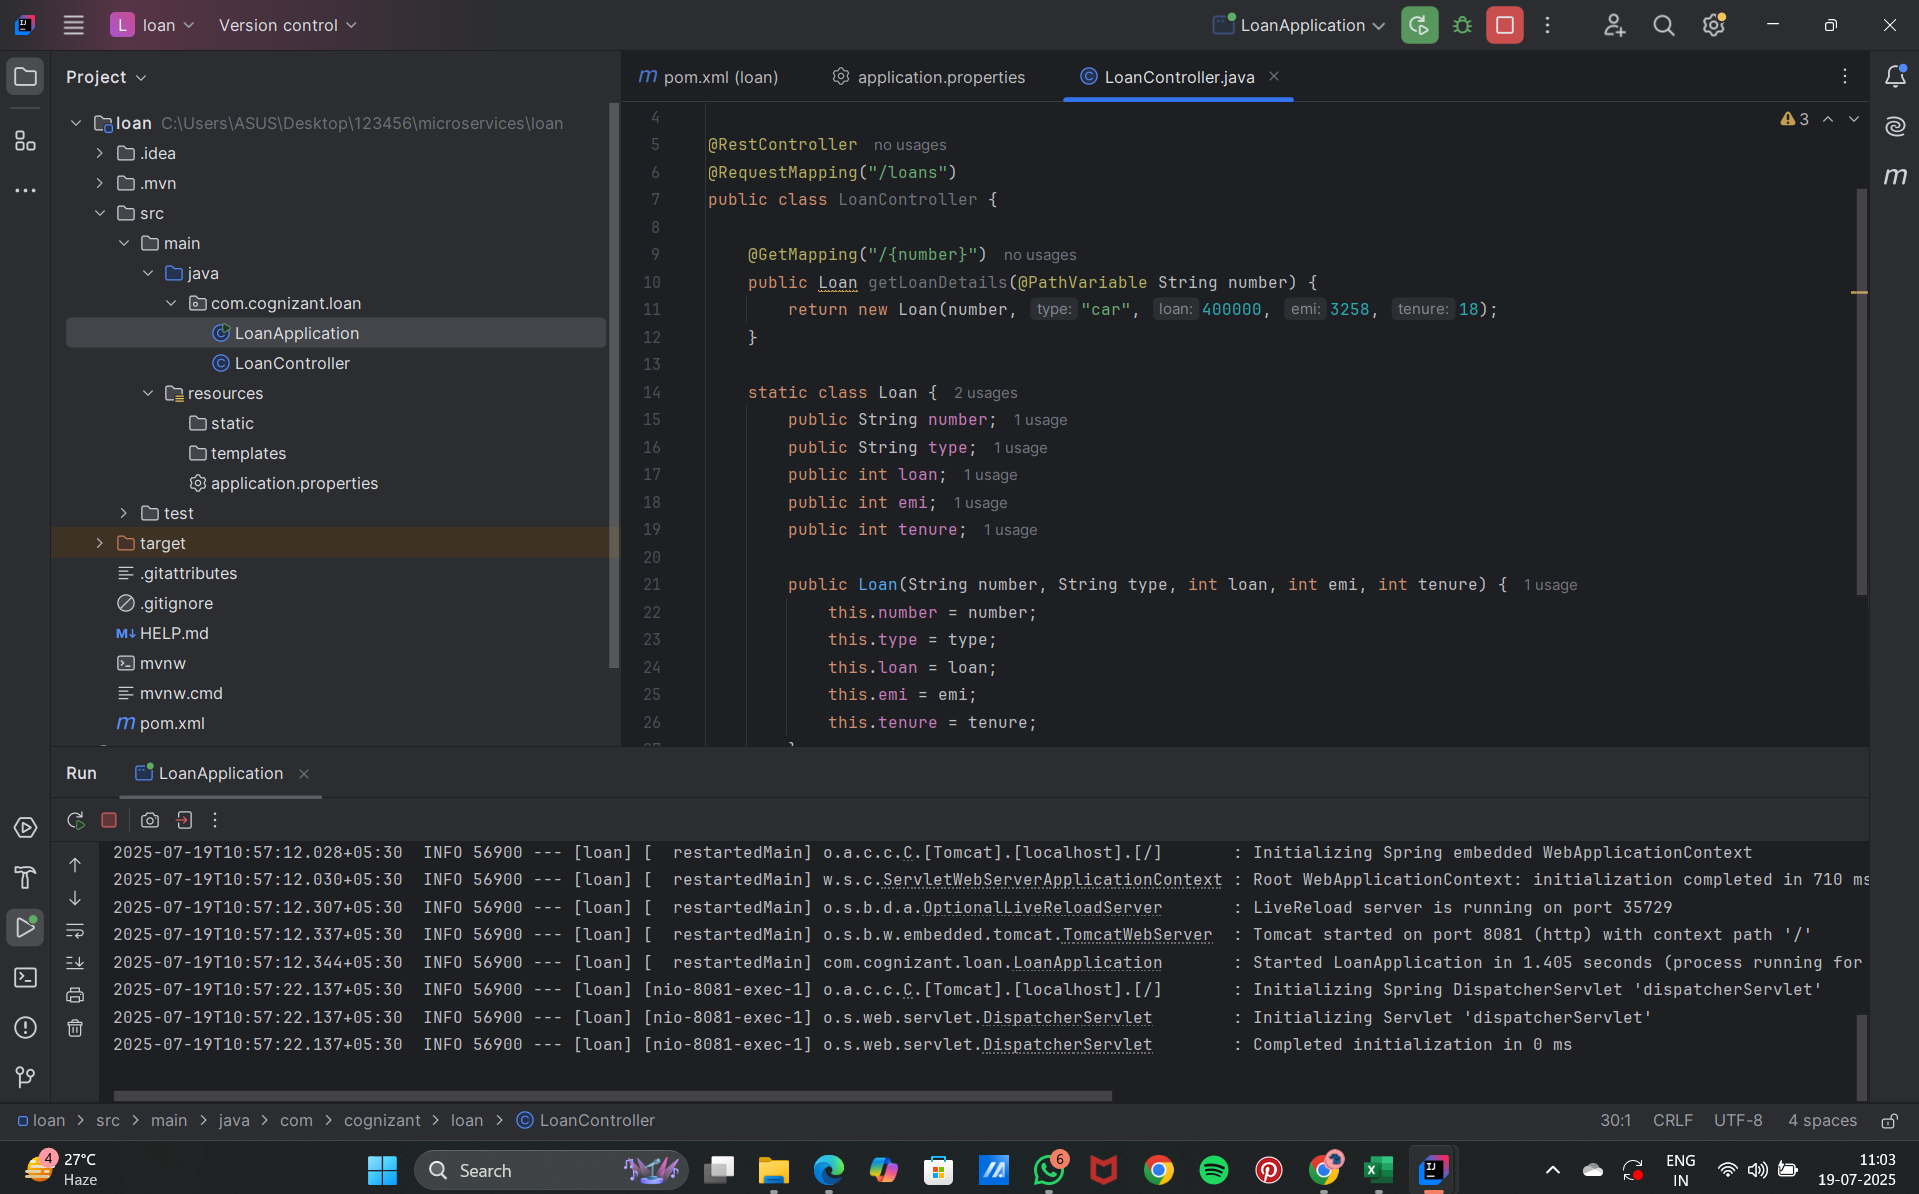 L loan Version control LoanApplication
Project
loan C:\Users\ASUS\Desktop\123456\microservices\loan
.idea
.mvn
src
main
java
com.cognizant.loan
LoanApplication
LoanController
resources
static
templates
application.properties
test
target
.gitattributes
.gitignore
M↓ HELP.md
mvnw
mvnw.cmd
m pom.xml
m pom.xml (loan) application.properties LoanController.java
3
4
5 @RestController no usages
6 @RequestMapping("/loans")
7 public class LoanController {
8
9 @GetMapping("/{number}") no usages
10 public Loan getLoanDetails(@PathVariable String number) {
11 return new Loan(number, type: "car", loan: 400000, emi: 3258, tenure: 18);
12 }
13
14 static class Loan { 2 usages
15 public String number; 1 usage
16 public String type; 1 usage
17 public int loan; 1 usage
18 public int emi; 1 usage
19 public int tenure; 1 usage
20
21 public Loan(String number, String type, int loan, int emi, int tenure) { 1 usage
22 this.number = number;
23 this.type = type;
24 this.loan = loan;
25 this.emi = emi;
26 this.tenure = tenure;
m
Run LoanApplication
2025-07-19T10:57:12.028+05:30 INFO 56900 --- [loan] [ restartedMain] o.a.c.c.C.[Tomcat].[localhost].[/] : Initializing Spring embedded WebApplicationContext
2025-07-19T10:57:12.030+05:30 INFO 56900 --- [loan] [ restartedMain] w.s.c.ServletWebServerApplicationContext : Root WebApplicationContext: initialization completed in 710 ms
2025-07-19T10:57:12.307+05:30 INFO 56900 --- [loan] [ restartedMain] o.s.b.d.a.OptionalLiveReloadServer : LiveReload server is running on port 35729
2025-07-19T10:57:12.337+05:30 INFO 56900 --- [loan] [ restartedMain] o.s.b.w.embedded.tomcat.TomcatWebServer : Tomcat started on port 8081 (http) with context path '/'
2025-07-19T10:57:12.344+05:30 INFO 56900 --- [loan] [ restartedMain] com.cognizant.loan.LoanApplication : Started LoanApplication in 1.405 seconds (process running for
2025-07-19T10:57:22.137+05:30 INFO 56900 --- [loan] [nio-8081-exec-1] o.a.c.c.C.[Tomcat].[localhost].[/] : Initializing Spring DispatcherServlet 'dispatcherServlet'
2025-07-19T10:57:22.137+05:30 INFO 56900 --- [loan] [nio-8081-exec-1] o.s.web.servlet.DispatcherServlet : Initializing Servlet 'dispatcherServlet'
2025-07-19T10:57:22.137+05:30 INFO 56900 --- [loan] [nio-8081-exec-1] o.s.web.servlet.DispatcherServlet : Completed initialization in 0 ms
loan > src > main > java > com > cognizant > loan > LoanController 30:1 CRLF UTF-8 4 spaces
4 27°C
Haze
Search
6
ENG
IN
11:03
19-07-2025